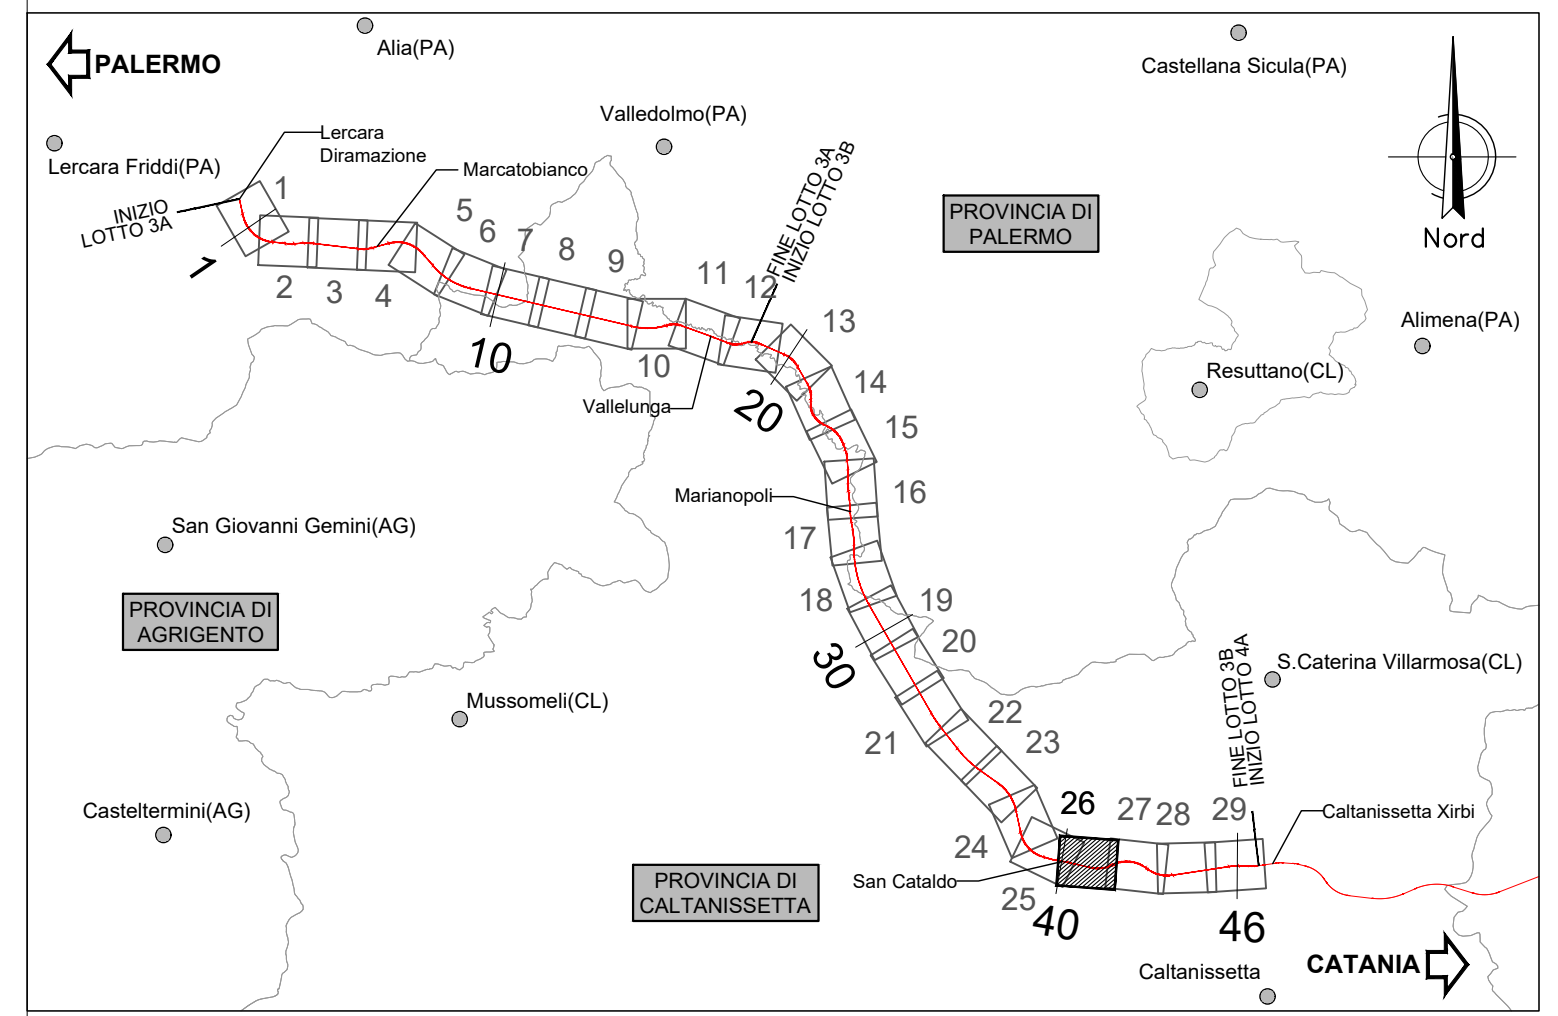 PALERMO
Alia(PA)
Castellana Sicula(PA)
Valledolmo(PA)
Lercara Friddi(PA)
Lercara
Diramazione
Marcatobianco
INIZIO
LOTTO 3A
FINE LOTTO 3A
INIZIO LOTTO 3B
PROVINCIA DI
PALERMO
Nord
1
1
2
3
4
5
6
7
8
9
10
10
11
12
13
Vallelunga
20
14
15
Alimena(PA)
Resuttano(CL)
Marianopoli
16
17
San Giovanni Gemini(AG)
PROVINCIA DI
AGRIGENTO
18
19
20
30
Mussomeli(CL)
S.Caterina Villarmosa(CL)
FINE LOTTO 3B
INIZIO LOTTO 4A
21
22
23
Casteltermini(AG)
24
25
26
27
28
29
Caltanissetta Xirbi
San Cataldo
PROVINCIA DI
CALTANISSETTA
40
46
Caltanissetta
CATANIA